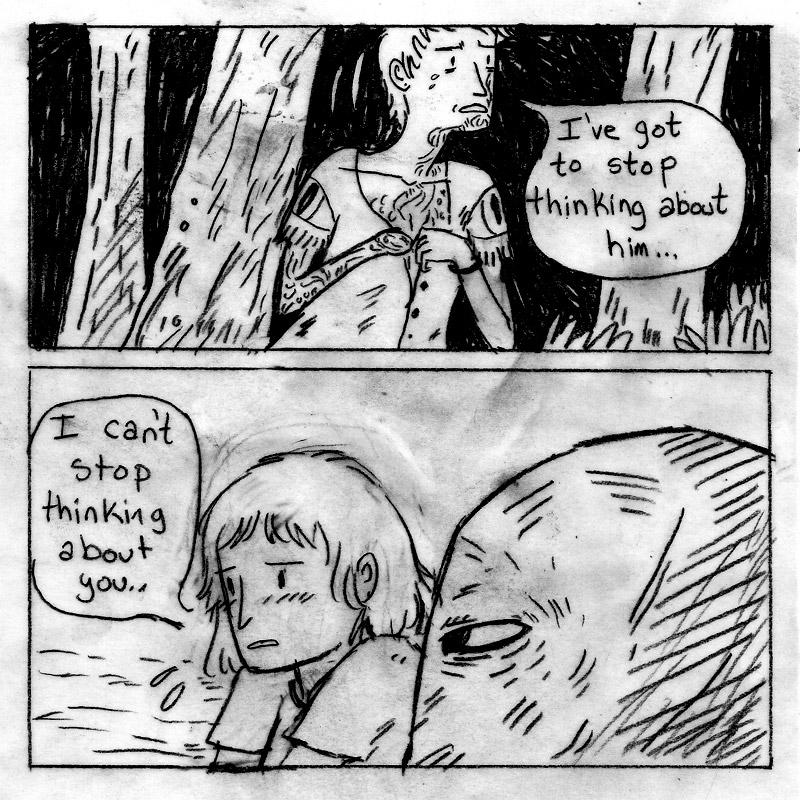 I've got
to stop
thinking about
him...
I can't
stop
thinking
about
you..